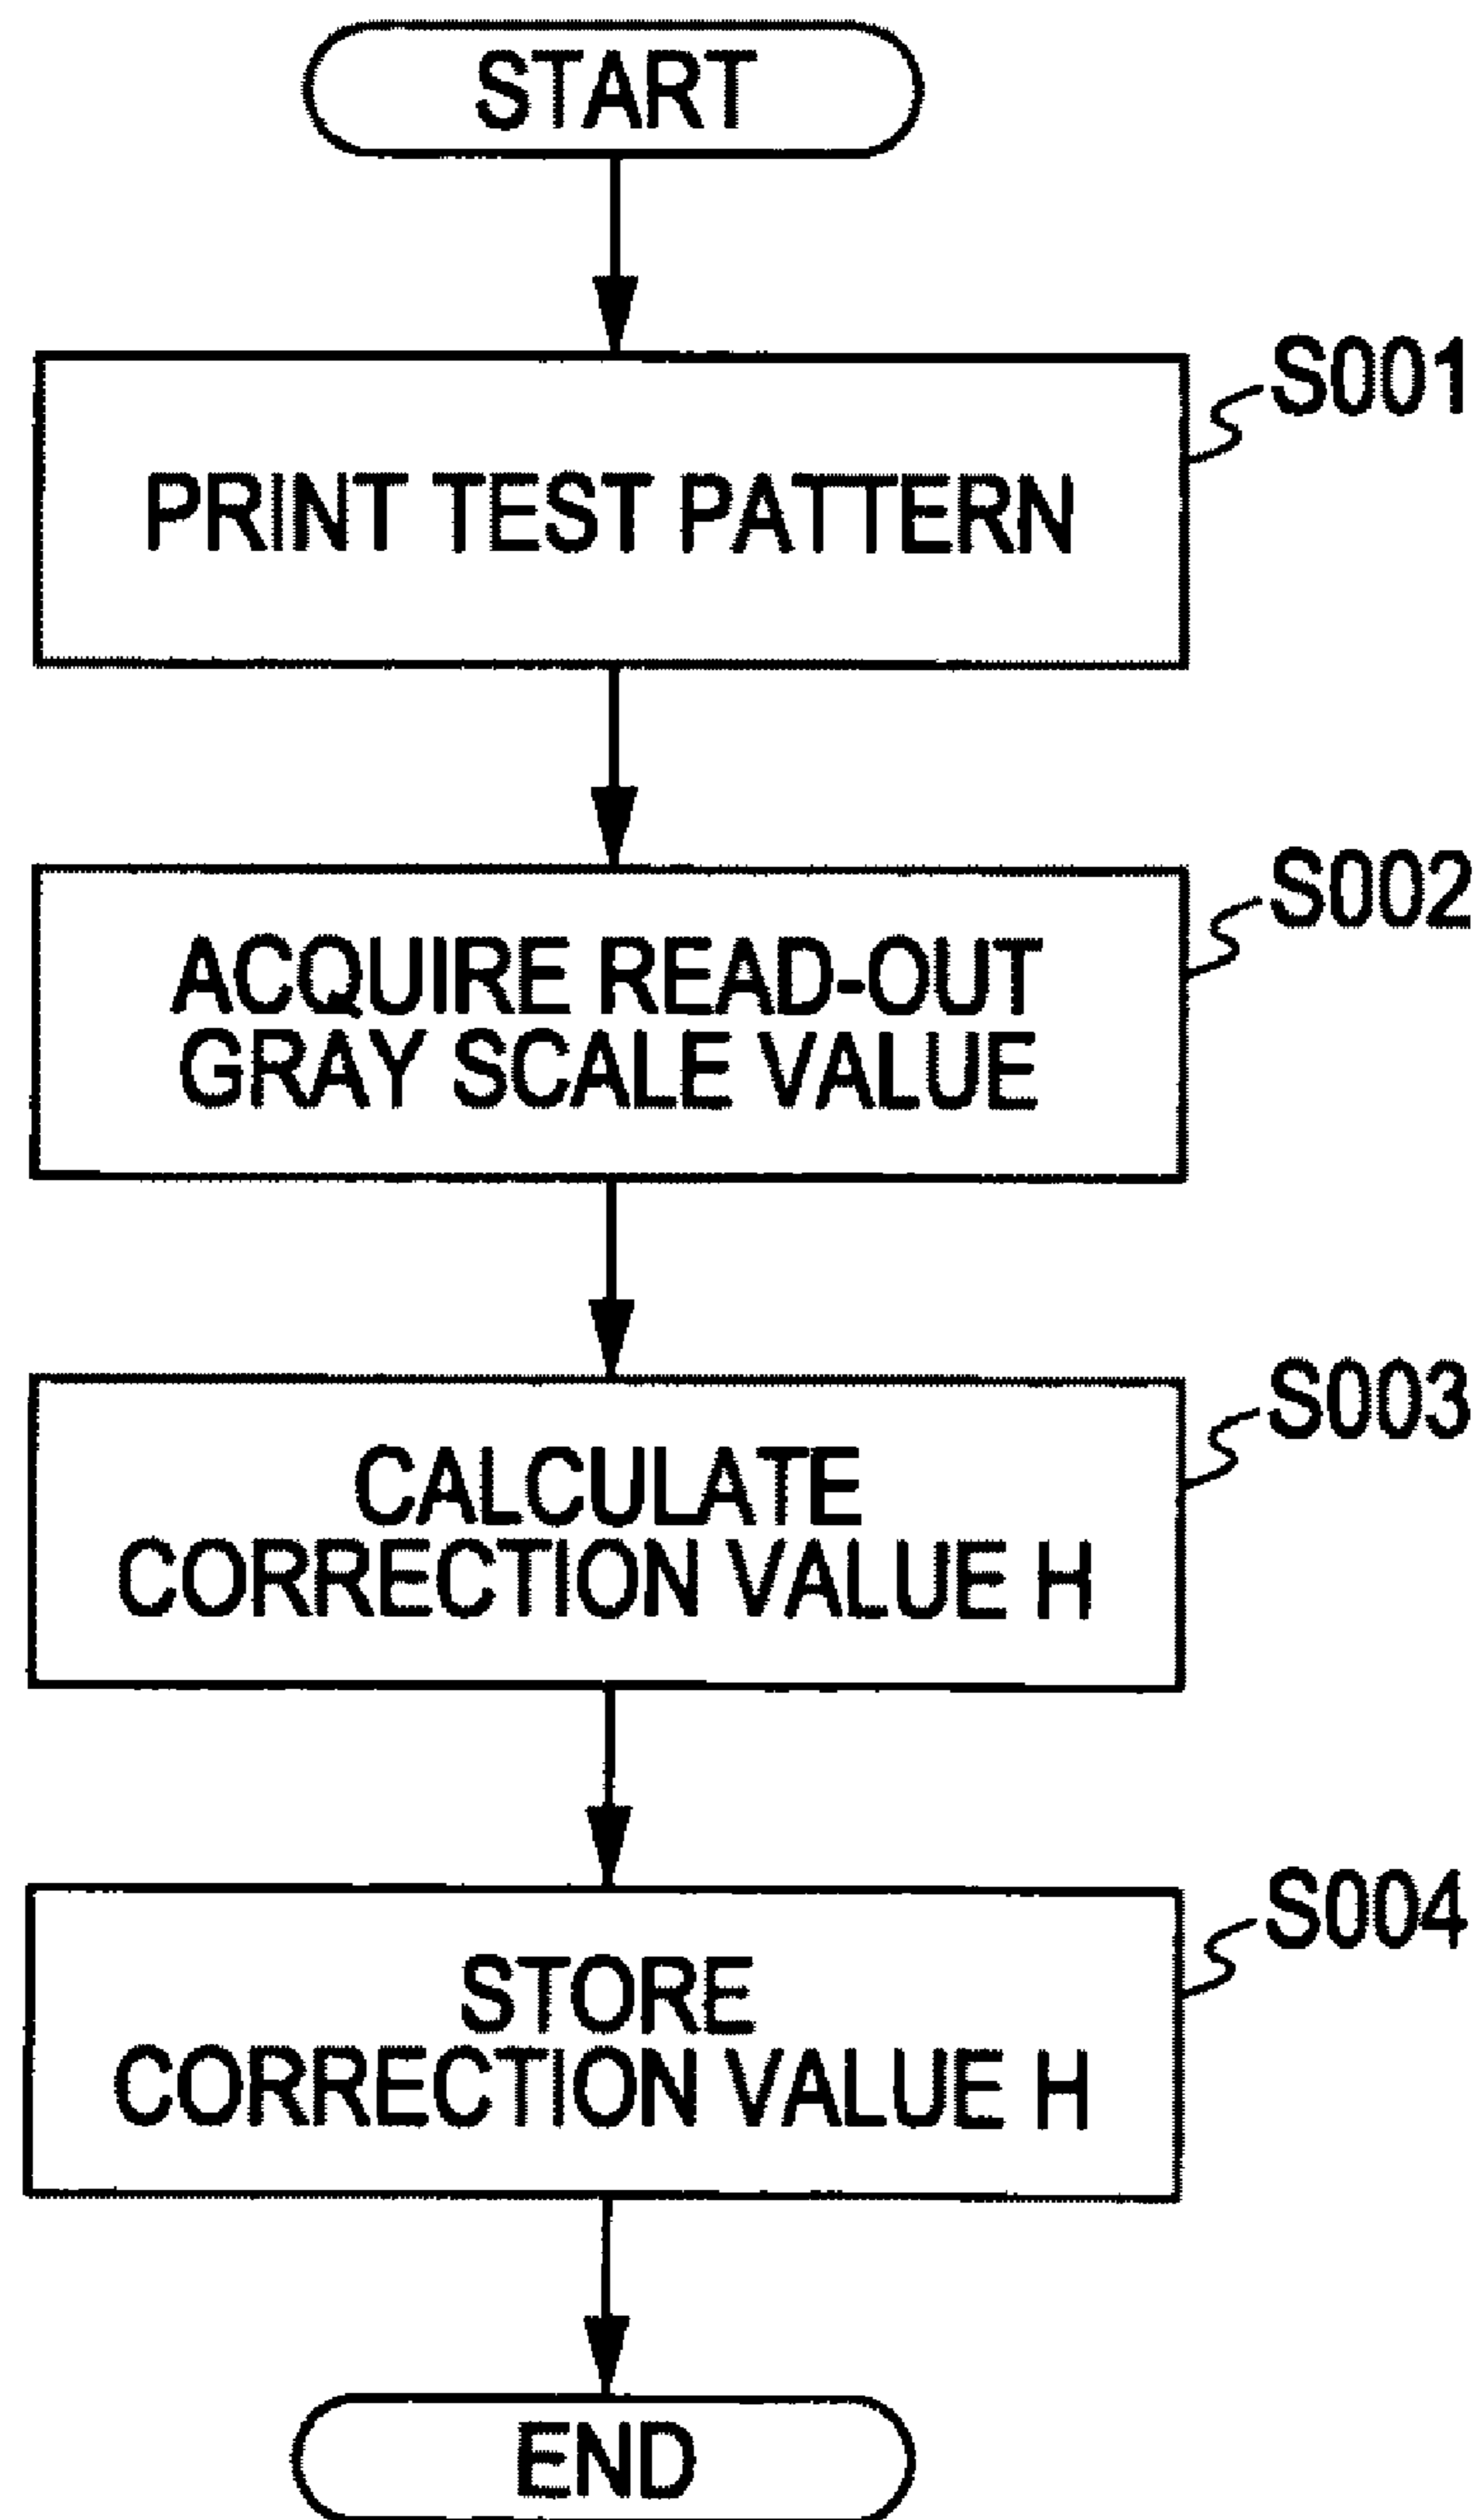 START
S001
PRINT TEST PATTERN
S002
ACQUIRE READ-OUT
GRAY SCALE VALUE
S003
CALCULATE
CORRECTION VALUE H
S004
STORE
CORRECTION VALUE H
END